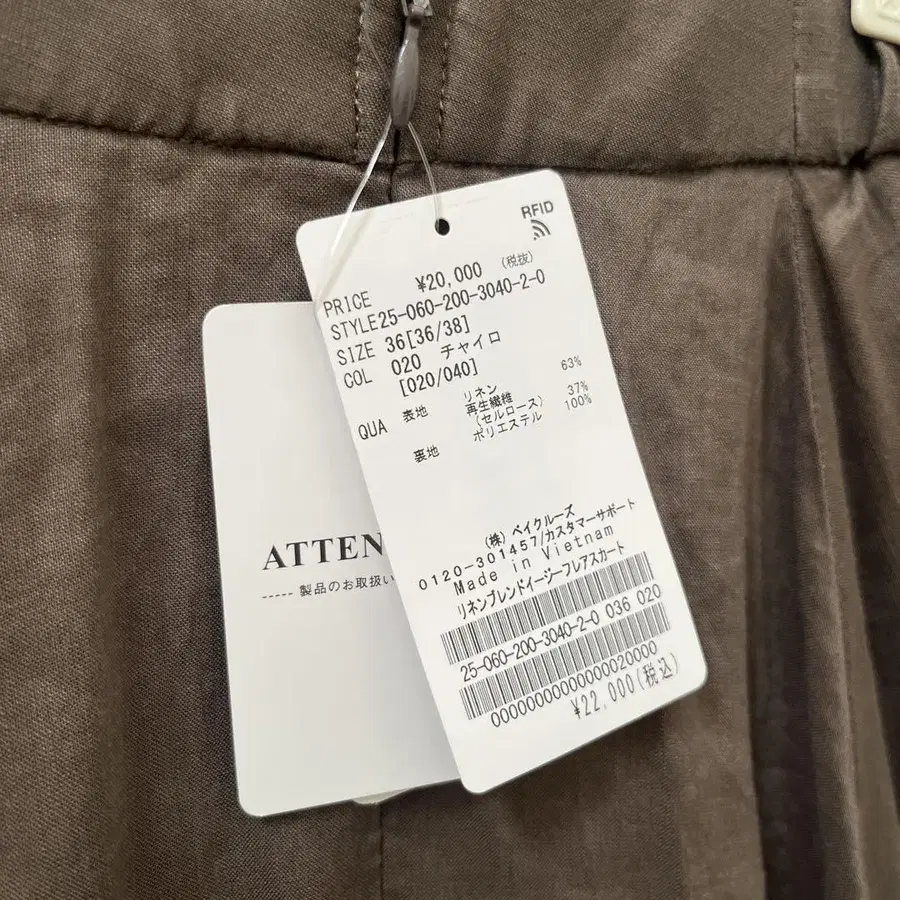 RFID
PRICE ¥20,000 (税抜)
STYLE25-060-200-3040-2-0
SIZE 36[36/38]
COL 020 チャイロ
[020/040]
QUA 表地 リネン 63%
再生繊維 37%
(セルロース)
裏地 ポリエステル 100%
(株)ベイクルーズ
0120-301457/カスタマーサポート
Made in Vietnam
リネンブレンドイージーフレアスカート
25-060-200-3040-2-0 036 020
0000000000000020000
¥22,000(税込)
ATTEN
----- 製品のお取扱い